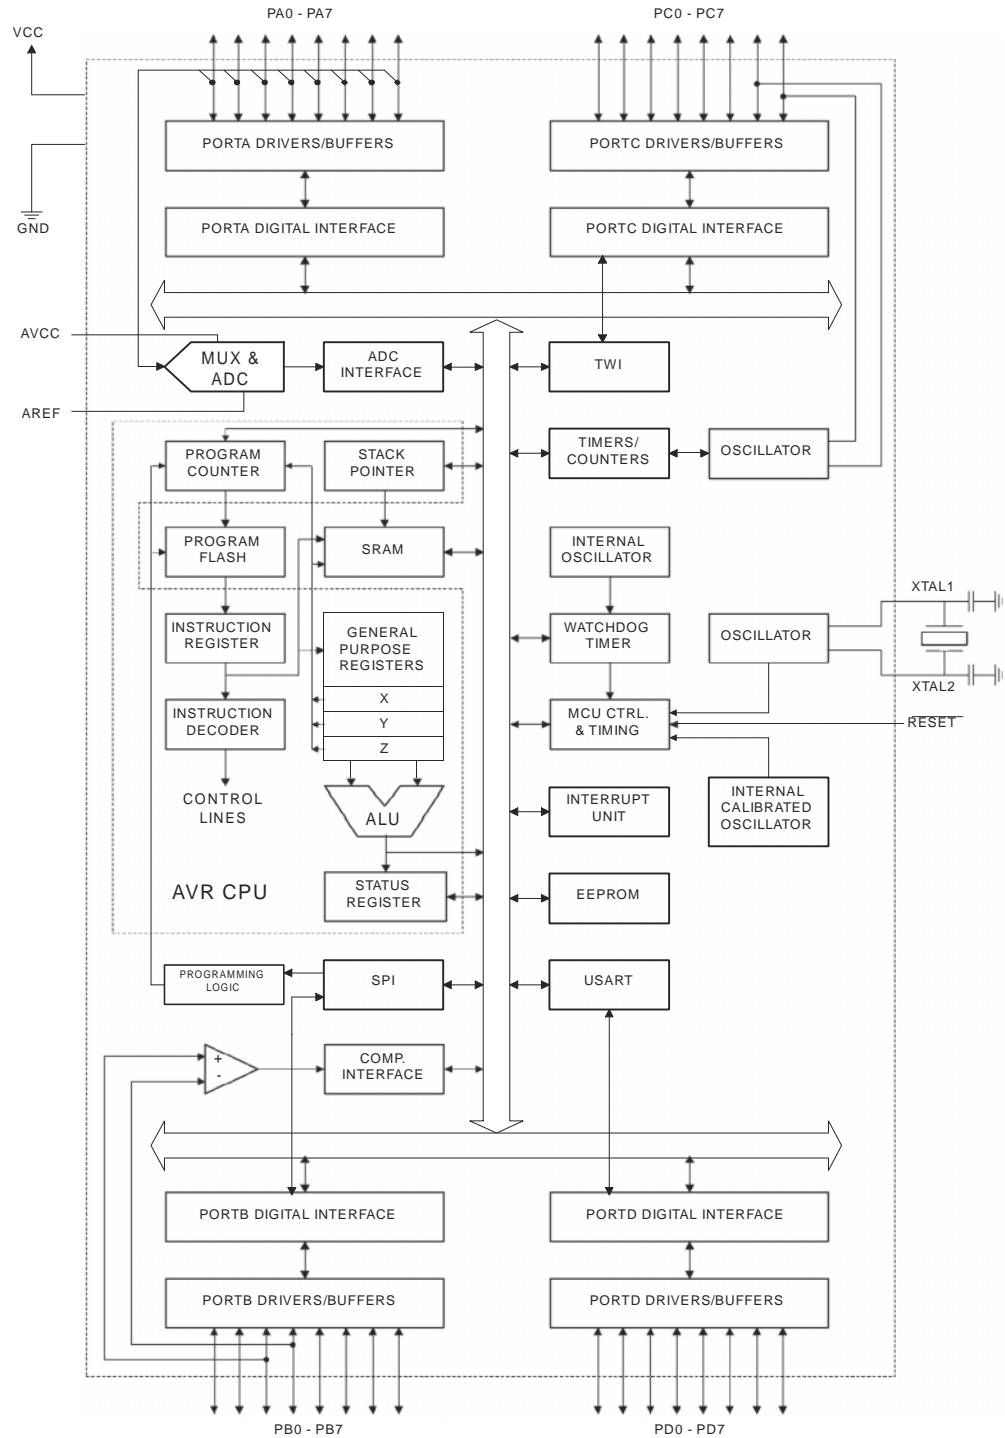 PA0 - PA7
PC0 - PC7
VCC
PORTA DRIVERS/BUFFERS
PORTC DRIVERS/BUFFERS
GND
PORTA DIGITAL INTERFACE
PORTC DIGITAL INTERFACE
AVCC
MUX &
ADC
ADC
INTERFACE
TWI
AREF
PROGRAM
COUNTER
STACK
POINTER
TIMERS/
COUNTERS
OSCILLATOR
PROGRAM
FLASH
SRAM
INTERNAL
OSCILLATOR
XTAL1
INSTRUCTION
REGISTER
GENERAL
PURPOSE
REGISTERS
WATCHDOG
TIMER
OSCILLATOR
X
XTAL2
INSTRUCTION
DECODER
Y
MCU CTRL.
& TIMING
RESET
Z
CONTROL
LINES
ALU
INTERRUPT
UNIT
INTERNAL
CALIBRATED
OSCILLATOR
AVR CPU
STATUS
REGISTER
EEPROM
PROGRAMMING
LOGIC
SPI
USART
+
-
COMP.
INTERFACE
PORTB DIGITAL INTERFACE
PORTD DIGITAL INTERFACE
PORTB DRIVERS/BUFFERS
PORTD DRIVERS/BUFFERS
PB0 - PB7
PD0 - PD7